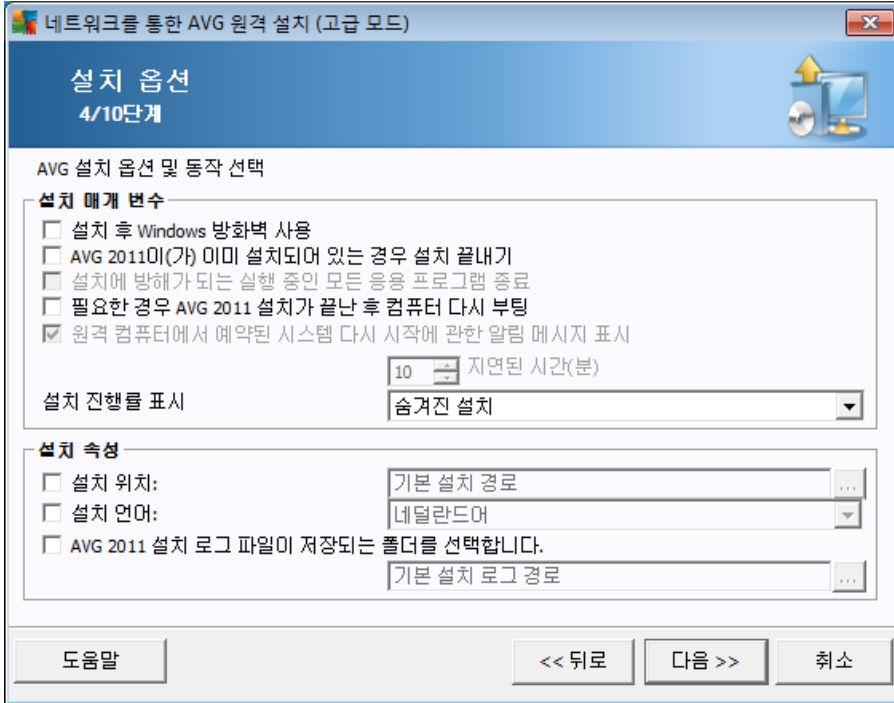 네트워크를 통한 AVG 원격 설치 (고급 모드)
설치 옵션
4/10단계
AVG 설치 옵션 및 동작 선택
설치 매개 변수
설치 후 Windows 방화벽 사용
AVG 2011이(가) 이미 설치되어 있는 경우 설치 끝내기
설치에 방해가 되는 실행 중인 모든 응용 프로그램 종료
필요한 경우 AVG 2011 설치가 끝난 후 컴퓨터 다시 부팅
원격 컴퓨터에서 예약된 시스템 다시 시작에 관한 알림 메시지 표시
10 지연된 시간(분)
설치 진행률 표시 숨겨진 설치
설치 속성
설치 위치: 기본 설치 경로 ...
설치 언어: 네덜란드어
AVG 2011 설치 로그 파일이 저장되는 폴더를 선택합니다.
기본 설치 로그 경로 ...
도움말 << 뒤로 다음 >> 취소